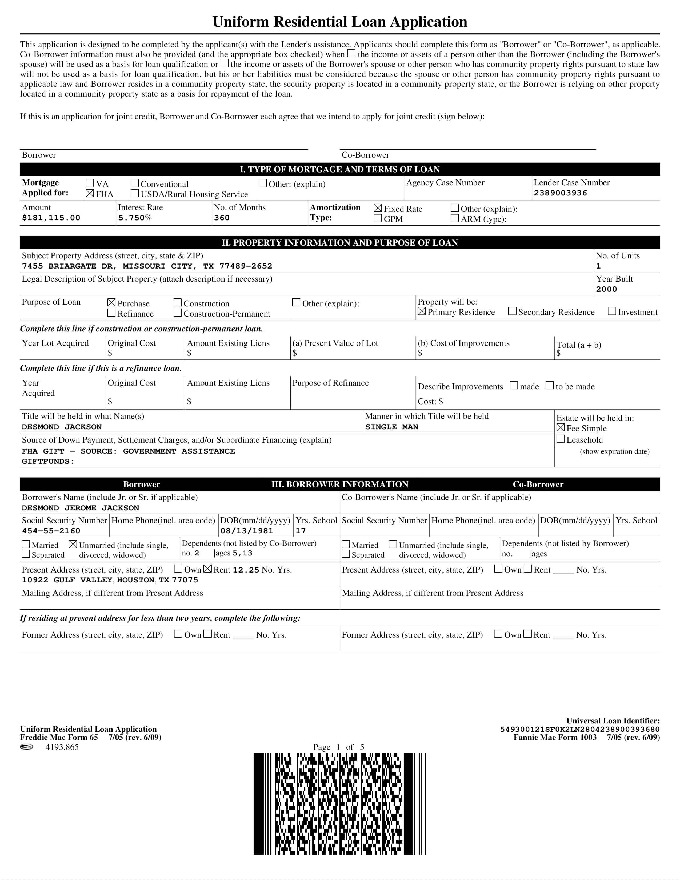 Uniform Residential Loan Application
This application is designed to be completed by the applicant(s) with the Lender's assistance. Applicants should complete this form as "Borrower" or "Co-Borrower", as applicable.
Co-Borrower information must also be provided (and the appropriate box checked) when the income or assets of a person other than the Borrower (including the Borrower's
spouse) will be used as a basis for loan qualification or the income or assets of the Borrower's spouse or other person who has community property rights pursuant to state law
will not be used as a basis for loan qualification, but his or her liabilities must be considered because the spouse or other person has community property rights pursuant to
applicable law and Borrower resides in a community property state, the security property is located in a community property state, or the Borrower is relying on other property
located in a community property state as a basis for repayment of the loan.
If this is an application for joint credit, Borrower and Co-Borrower each agree that we intend to apply for joint credit (sign below):
Borrower Co-Borrower
I. TYPE OF MORTGAGE AND TERMS OF LOAN
Mortgage VA Conventional Other: (explain) Agency Case Number Lender Case Number
Applied for: FHA USDA/Rural Housing Service 2389003936
Amount Interest Rate No. of Months Amortization Fixed Rate Other (explain):
$181,115.00 5.750% 360 Type: GPM ARM (type):
II. PROPERTY INFORMATION AND PURPOSE OF LOAN
Subject Property Address (street, city, state & ZIP) No. of Units
7455 BRIARGATE DR, MISSOURI CITY, TX 77489-2652 1
Legal Description of Subject Property (attach description if necessary) Year Built
2000
Purpose of Loan Purchase Construction Other (explain): Property will be:
Refinance Construction-Permanent Primary Residence Secondary Residence Investment
Complete this line if construction or construction-permanent loan.
Year Lot Acquired Original Cost Amount Existing Liens (a) Present Value of Lot (b) Cost of Improvements Total (a + b)
$ $ $ $ $
Complete this line if this is a refinance loan.
Year Original Cost Amount Existing Liens Purpose of Refinance Describe Improvements made to be made
Acquired
$ $ Cost: $
Title will be held in what Name(s) Manner in which Title will be held Estate will be held in:
DESMOND JACKSON SINGLE MAN Fee Simple
Source of Down Payment, Settlement Charges, and/or Subordinate Financing (explain) Leasehold
FHA GIFT - SOURCE: GOVERNMENT ASSISTANCE (show expiration date)
GIFTFUNDS:
Borrower III. BORROWER INFORMATION Co-Borrower
Borrower's Name (include Jr. or Sr. if applicable) Co-Borrower's Name (include Jr. or Sr. if applicable)
DESMOND JEROME JACKSON
Social Security Number Home Phone(incl. area code) DOB(mm/dd/yyyy) Yrs. School Social Security Number Home Phone(incl. area code) DOB(mm/dd/yyyy) Yrs. School
454-55-2160 08/13/1981 17
Married Unmarried (include single, Dependents (not listed by Co-Borrower) Married Unmarried (include single, Dependents (not listed by Borrower)
Separated divorced, widowed) no. 2 ages 5,13 Separated divorced, widowed) no. ages
Present Address (street, city, state, ZIP) Own Rent 12.25 No. Yrs. Present Address (street, city, state, ZIP) Own Rent ____ No. Yrs.
10922 GULF VALLEY, HOUSTON, TX 77075
Mailing Address, if different from Present Address Mailing Address, if different from Present Address
If residing at present address for less than two years, complete the following:
Former Address (street, city, state, ZIP) Own Rent ____ No. Yrs. Former Address (street, city, state, ZIP) Own Rent ____ No. Yrs.
Universal Loan Identifier:
Uniform Residential Loan Application 5493001215F0X2LN2804238900393680
Freddie Mac Form 65 7/05 (rev. 6/09) Fannie Mae Form 1003 7/05 (rev. 6/09)
4193.865 Page 1 of 5